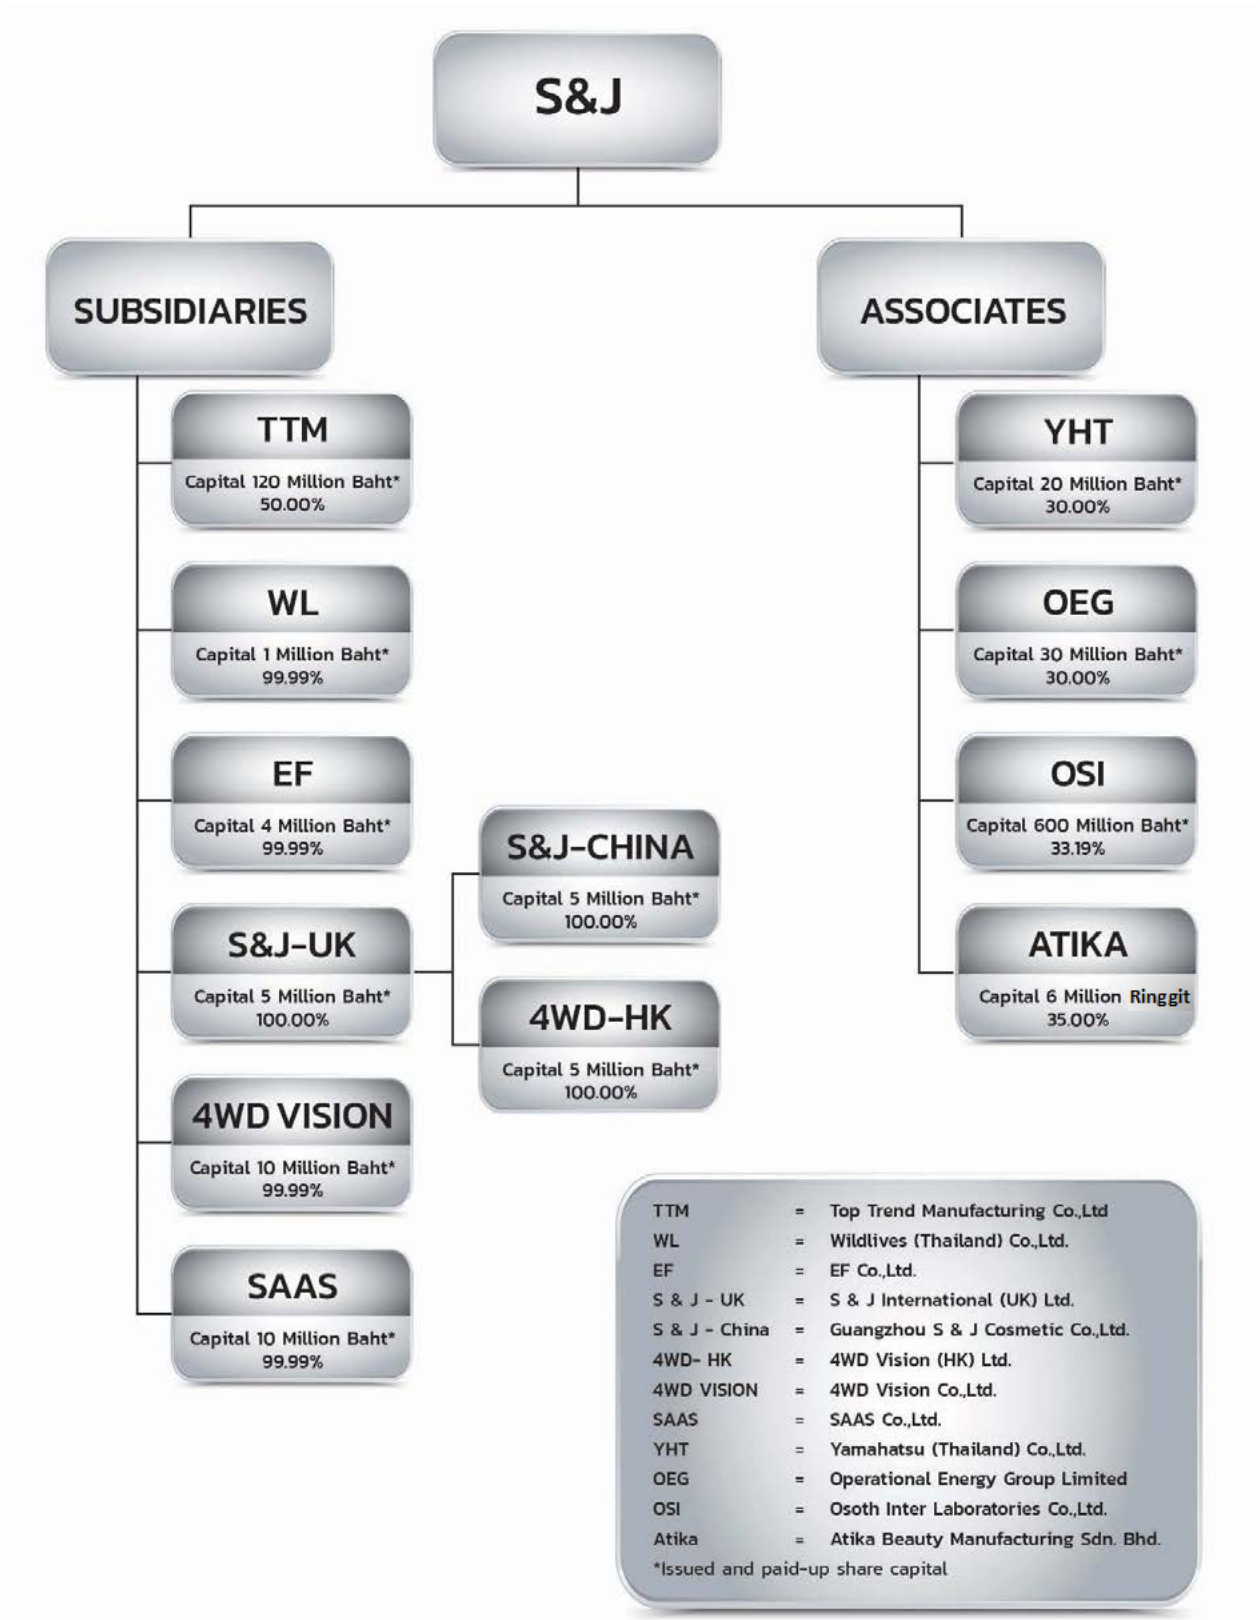 S&J
SUBSIDIARIES
ASSOCIATES
TTM
Capital 120 Million Baht*
50.00%
WL
Capital 1 Million Baht*
99.99%
EF
Capital 4 Million Baht*
99.99%
S&J-UK
Capital 5 Million Baht*
100.00%
S&J-CHINA
Capital 5 Million Baht*
100.00%
4WD-HK
Capital 5 Million Baht*
100.00%
4WD VISION
Capital 10 Million Baht*
99.99%
SAAS
Capital 10 Million Baht*
99.99%
YHT
Capital 20 Million Baht*
30.00%
OEG
Capital 30 Million Baht*
30.00%
OSI
Capital 600 Million Baht*
33.19%
ATIKA
Capital 6 Million Ringgit
35.00%
TTM = Top Trend Manufacturing Co.,Ltd
WL = Wildlives (Thailand) Co.,Ltd.
EF = EF Co.,Ltd.
S & J - UK = S & J International (UK) Ltd.
S & J - China = Guangzhou S & J Cosmetic Co.,Ltd.
4WD- HK = 4WD Vision (HK) Ltd.
4WD VISION = 4WD Vision Co.,Ltd.
SAAS = SAAS Co.,Ltd.
YHT = Yamahatsu (Thailand) Co.,Ltd.
OEG = Operational Energy Group Limited
OSI = Osoth Inter Laboratories Co.,Ltd.
Atika = Atika Beauty Manufacturing Sdn. Bhd.
*Issued and paid-up share capital